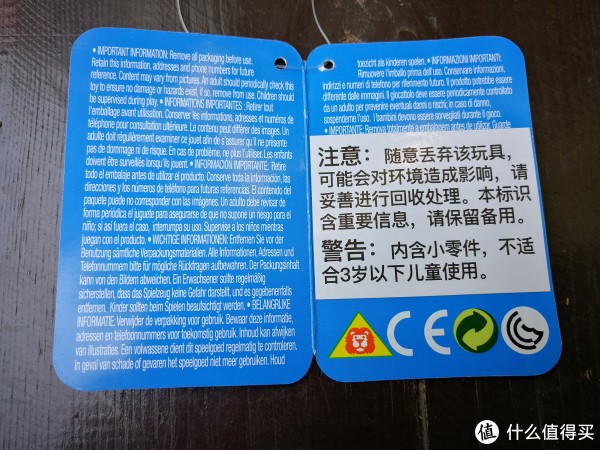 • IMPORTANT INFORMATION: Remove all packaging before use.
Retain this information, addresses and phone numbers for future
reference. Content may vary from pictures. An adult should periodically check this
toy to ensure no damage or hazards exist, if so, remove from use. Children should
be supervised during play. • INFORMATIONS IMPORTANTES : Retirer tout
l'emballage avant utilisation. Conserver les informations, adresses et numéros de
téléphone pour consultation ultérieure. Le contenu peut différer des images. Un
adulte doit régulièrement examiner ce jouet afin de s'assurer qu'il ne présente
pas de dommage ni de risque. En cas de problème, ne plus l'utiliser. Les enfants
doivent être surveillés lorsqu'ils jouent. • INFORMACIÓN IMPORTANTE: Retire
todo el embalaje antes de utilizar el producto. Conserve toda la información, las
direcciones y los números de teléfono para futuras referencias. El contenido del
paquete puede no corresponder con las imágenes. Un adulto debe revisar de
forma periódica el juguete para asegurarse de que no supone un riesgo para el
niño; si así fuera el caso, interrumpa su uso. Supervise a los niños mientras
juegan con el producto. • WICHTIGE INFORMATIONEN: Entfernen Sie vor der
Benutzung sämtliche Verpackungsmaterialien. Alle Informationen, Adressen und
Telefonnummern bitte für mögliche Rückfragen aufbewahren. Der Packungsinhalt
kann von den Bildern abweichen. Ein Erwachsener sollte regelmäßig
sicherstellen, dass das Spielzeug keine Gefahr darstellt, und es gegebenenfalls
entfernen. Kinder sollten beim Spielen beaufsichtigt werden. • BELANGRIJKE
INFORMATIE: Verwijder de verpakking voor gebruik. Bewaar deze informatie,
adressen en telefoonnummers voor toekomstig gebruik. Inhoud kan afwijken
van illustraties. Een volwassene dient dit speelgoed regelmatig te controleren.
In geval van schade of gevaren het speelgoed niet meer gebruiken. Houd
toezicht als kinderen spelen. • INFORMAZIONI IMPORTANTI:
Rimuovere l'imballo prima dell'uso. Conservare informazioni,
indirizzi e numeri di telefono per riferimento futuro. Il prodotto potrebbe essere
differente dalle immagini. Il giocattolo deve essere periodicamente controllato
da un adulto per prevenire eventuali danni o rischi, in caso di danno,
sospenderne l'uso. I bambini devono essere sorvegliati durante il gioco.
• IMPORTANTE: Remova totalmente a embalagem antes de utilizar. Guarde
注意：随意丢弃该玩具，
可能会对环境造成影响，请
妥善进行回收处理。本标识
含重要信息，请保留备用。
警告：内含小零件，不适
合3岁以下儿童使用。
CE
值 什么值得买